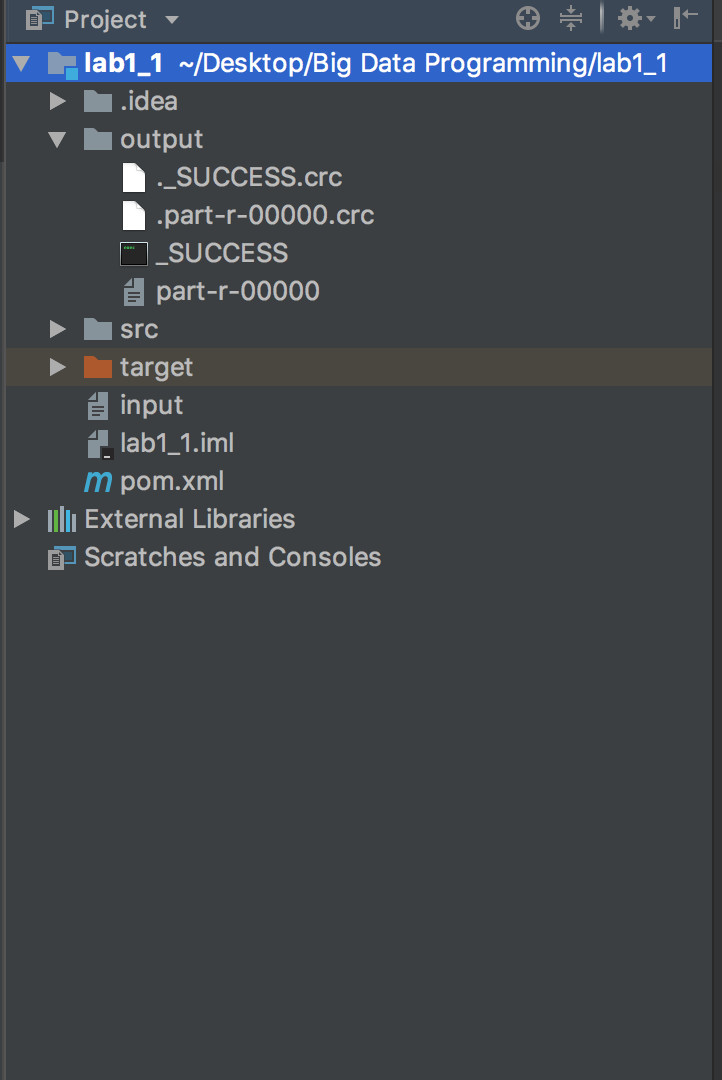 Project
lab1_1 ~/Desktop/Big Data Programming/lab1_1
.idea
output
._SUCCESS.crc
.part-r-00000.crc
_SUCCESS
part-r-00000
src
target
input
lab1_1.iml
pom.xml
External Libraries
Scratches and Consoles